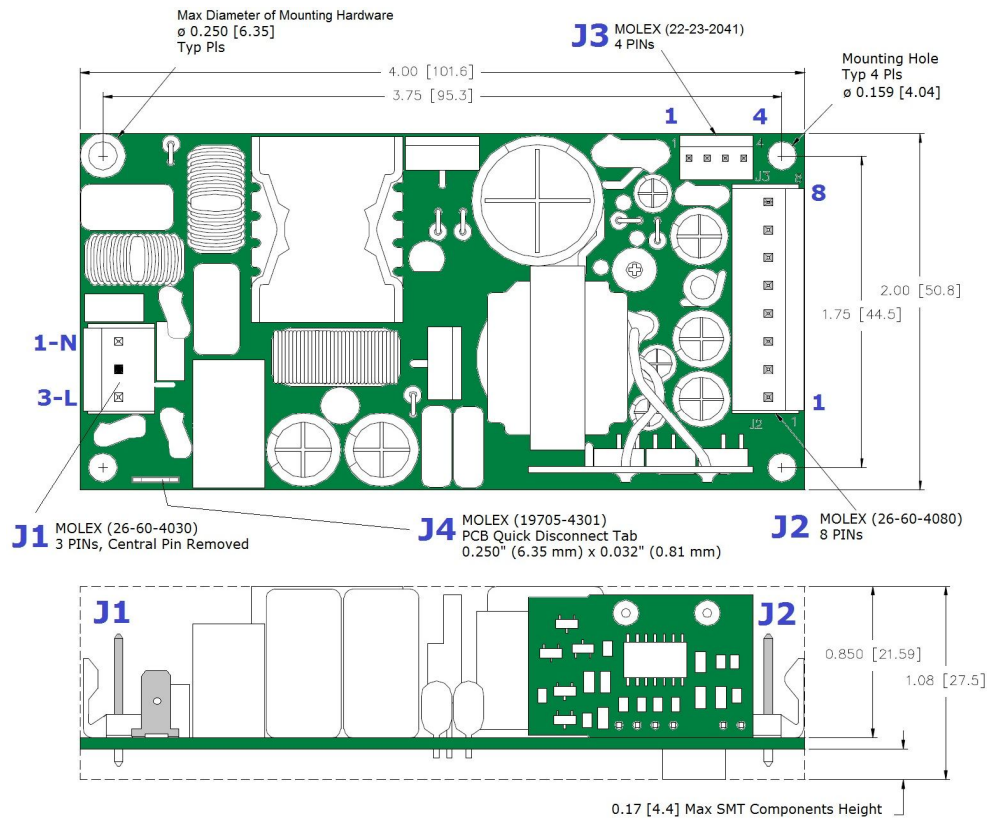 Max Diameter of Mounting Hardware
ø 0.250 [6.35]
Typ Pls
J3 MOLEX (22-23-2041)
4 PINs
Mounting Hole
Typ 4 Pls
ø 0.159 [4.04]
4.00 [101.6]
3.75 [95.3]
1 4
1 4
J3
8
2.00 [50.8]
1.75 [44.5]
1-N
3-L
1
J2 1
J1 MOLEX (26-60-4030)
3 PINs, Central Pin Removed
J4 MOLEX (19705-4301)
PCB Quick Disconnect Tab
0.250" (6.35 mm) x 0.032" (0.81 mm)
J2 MOLEX (26-60-4080)
8 PINs
J1
J2
0.850 [21.59]
1.08 [27.5]
0.17 [4.4] Max SMT Components Height